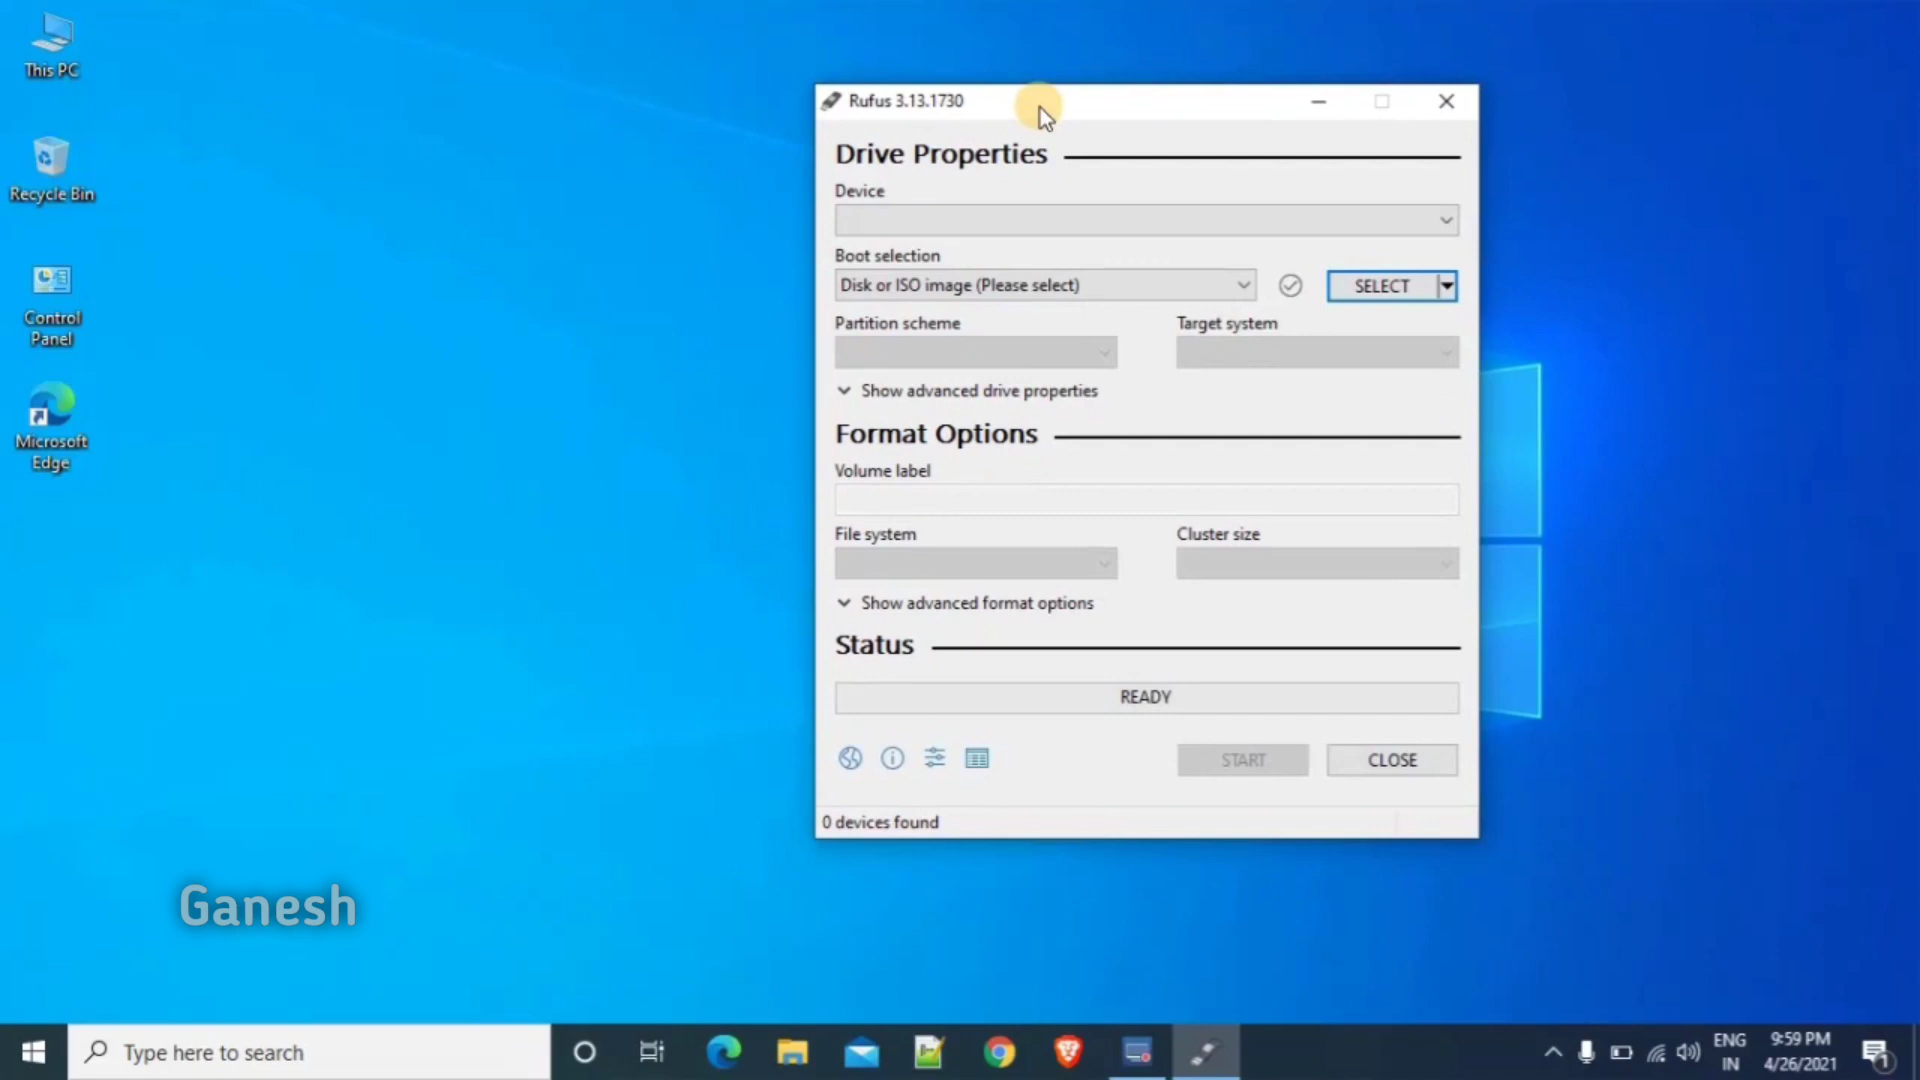 This PC
Recycle Bin
Control
Panel
Microsoft
Edge
Rufus 3.13.1730
Drive Properties
Device
Boot selection
Disk or ISO image (Please select)
SELECT
Partition scheme
Target system
Show advanced drive properties
Format Options
Volume label
File system
Cluster size
Show advanced format options
Status
READY
START
CLOSE
0 devices found
Ganesh
Type here to search
ENG
IN
9:59 PM
4/26/2021
1